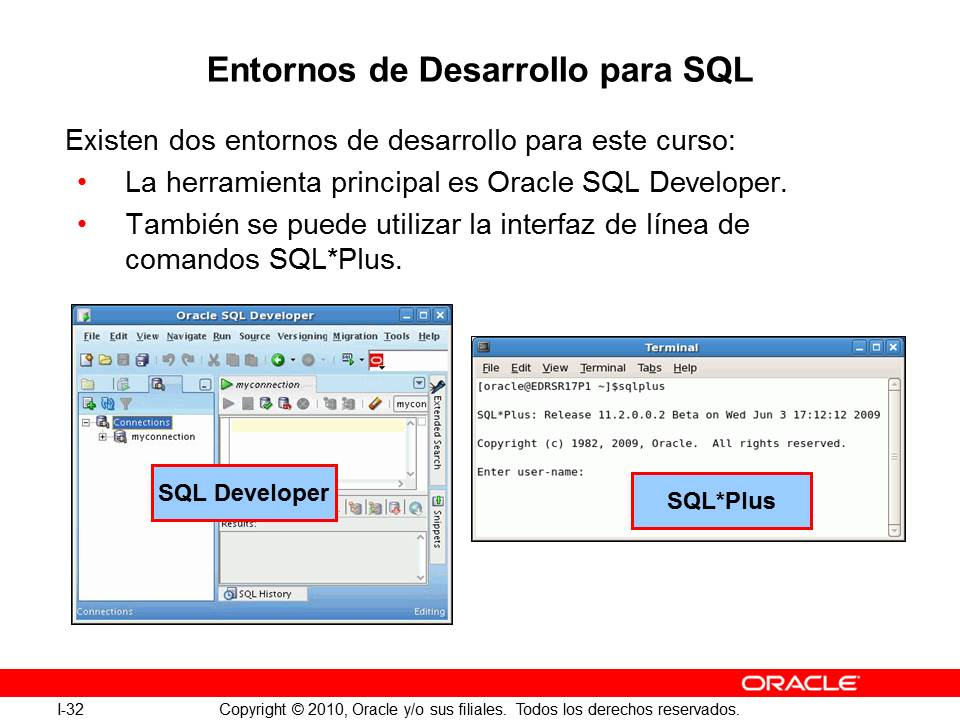 Entornos de Desarrollo para SQL
Existen dos entornos de desarrollo para este curso:
• La herramienta principal es Oracle SQL Developer.
• También se puede utilizar la interfaz de línea de
comandos SQL*Plus.
Oracle SQL Developer
File Edit View Navigate Run Source Versioning Migration Tools Help
myconnection
mycon
Connections
myconnection
Extended Search
SQL Developer
Snippets
Results:
SQL History
Connections Editing
Terminal
File Edit View Terminal Tabs Help
[oracle@EDRSR17P1 ~]$sqlplus
SQL*Plus: Release 11.2.0.0.2 Beta on Wed Jun 3 17:12:12 2009
Copyright (c) 1982, 2009, Oracle. All rights reserved.
Enter user-name:
SQL*Plus
ORACLE
I-32 Copyright © 2010, Oracle y/o sus filiales. Todos los derechos reservados.